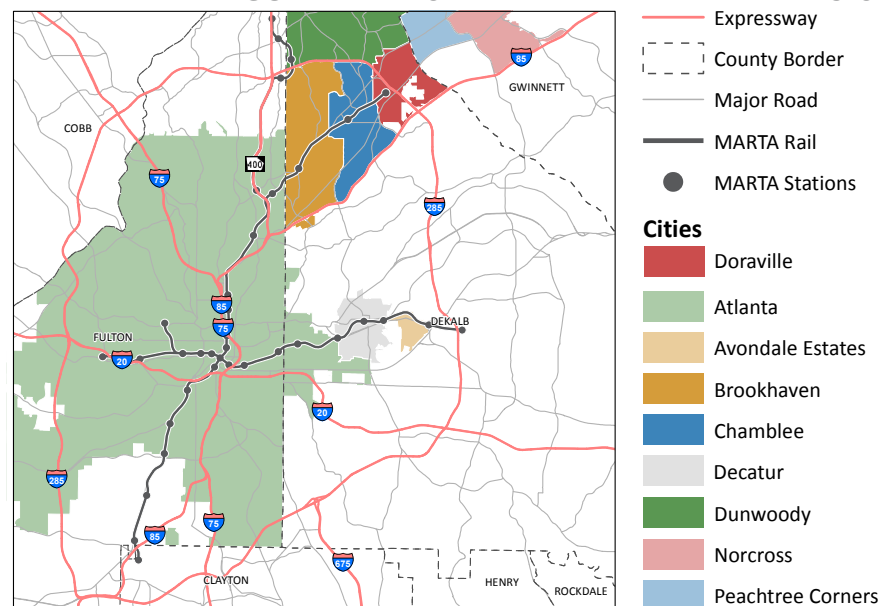 Expressway
County Border
Major Road
MARTA Rail
MARTA Stations
Cities
Doraville
Atlanta
Avondale Estates
Brookhaven
Chamblee
Decatur
Dunwoody
Norcross
Peachtree Corners
85
GWINNETT
COBB
400
75
285
85
75
FULTON
DEKALB
20
20
285
75
85
675
CLAYTON
HENRY
ROCKDALE